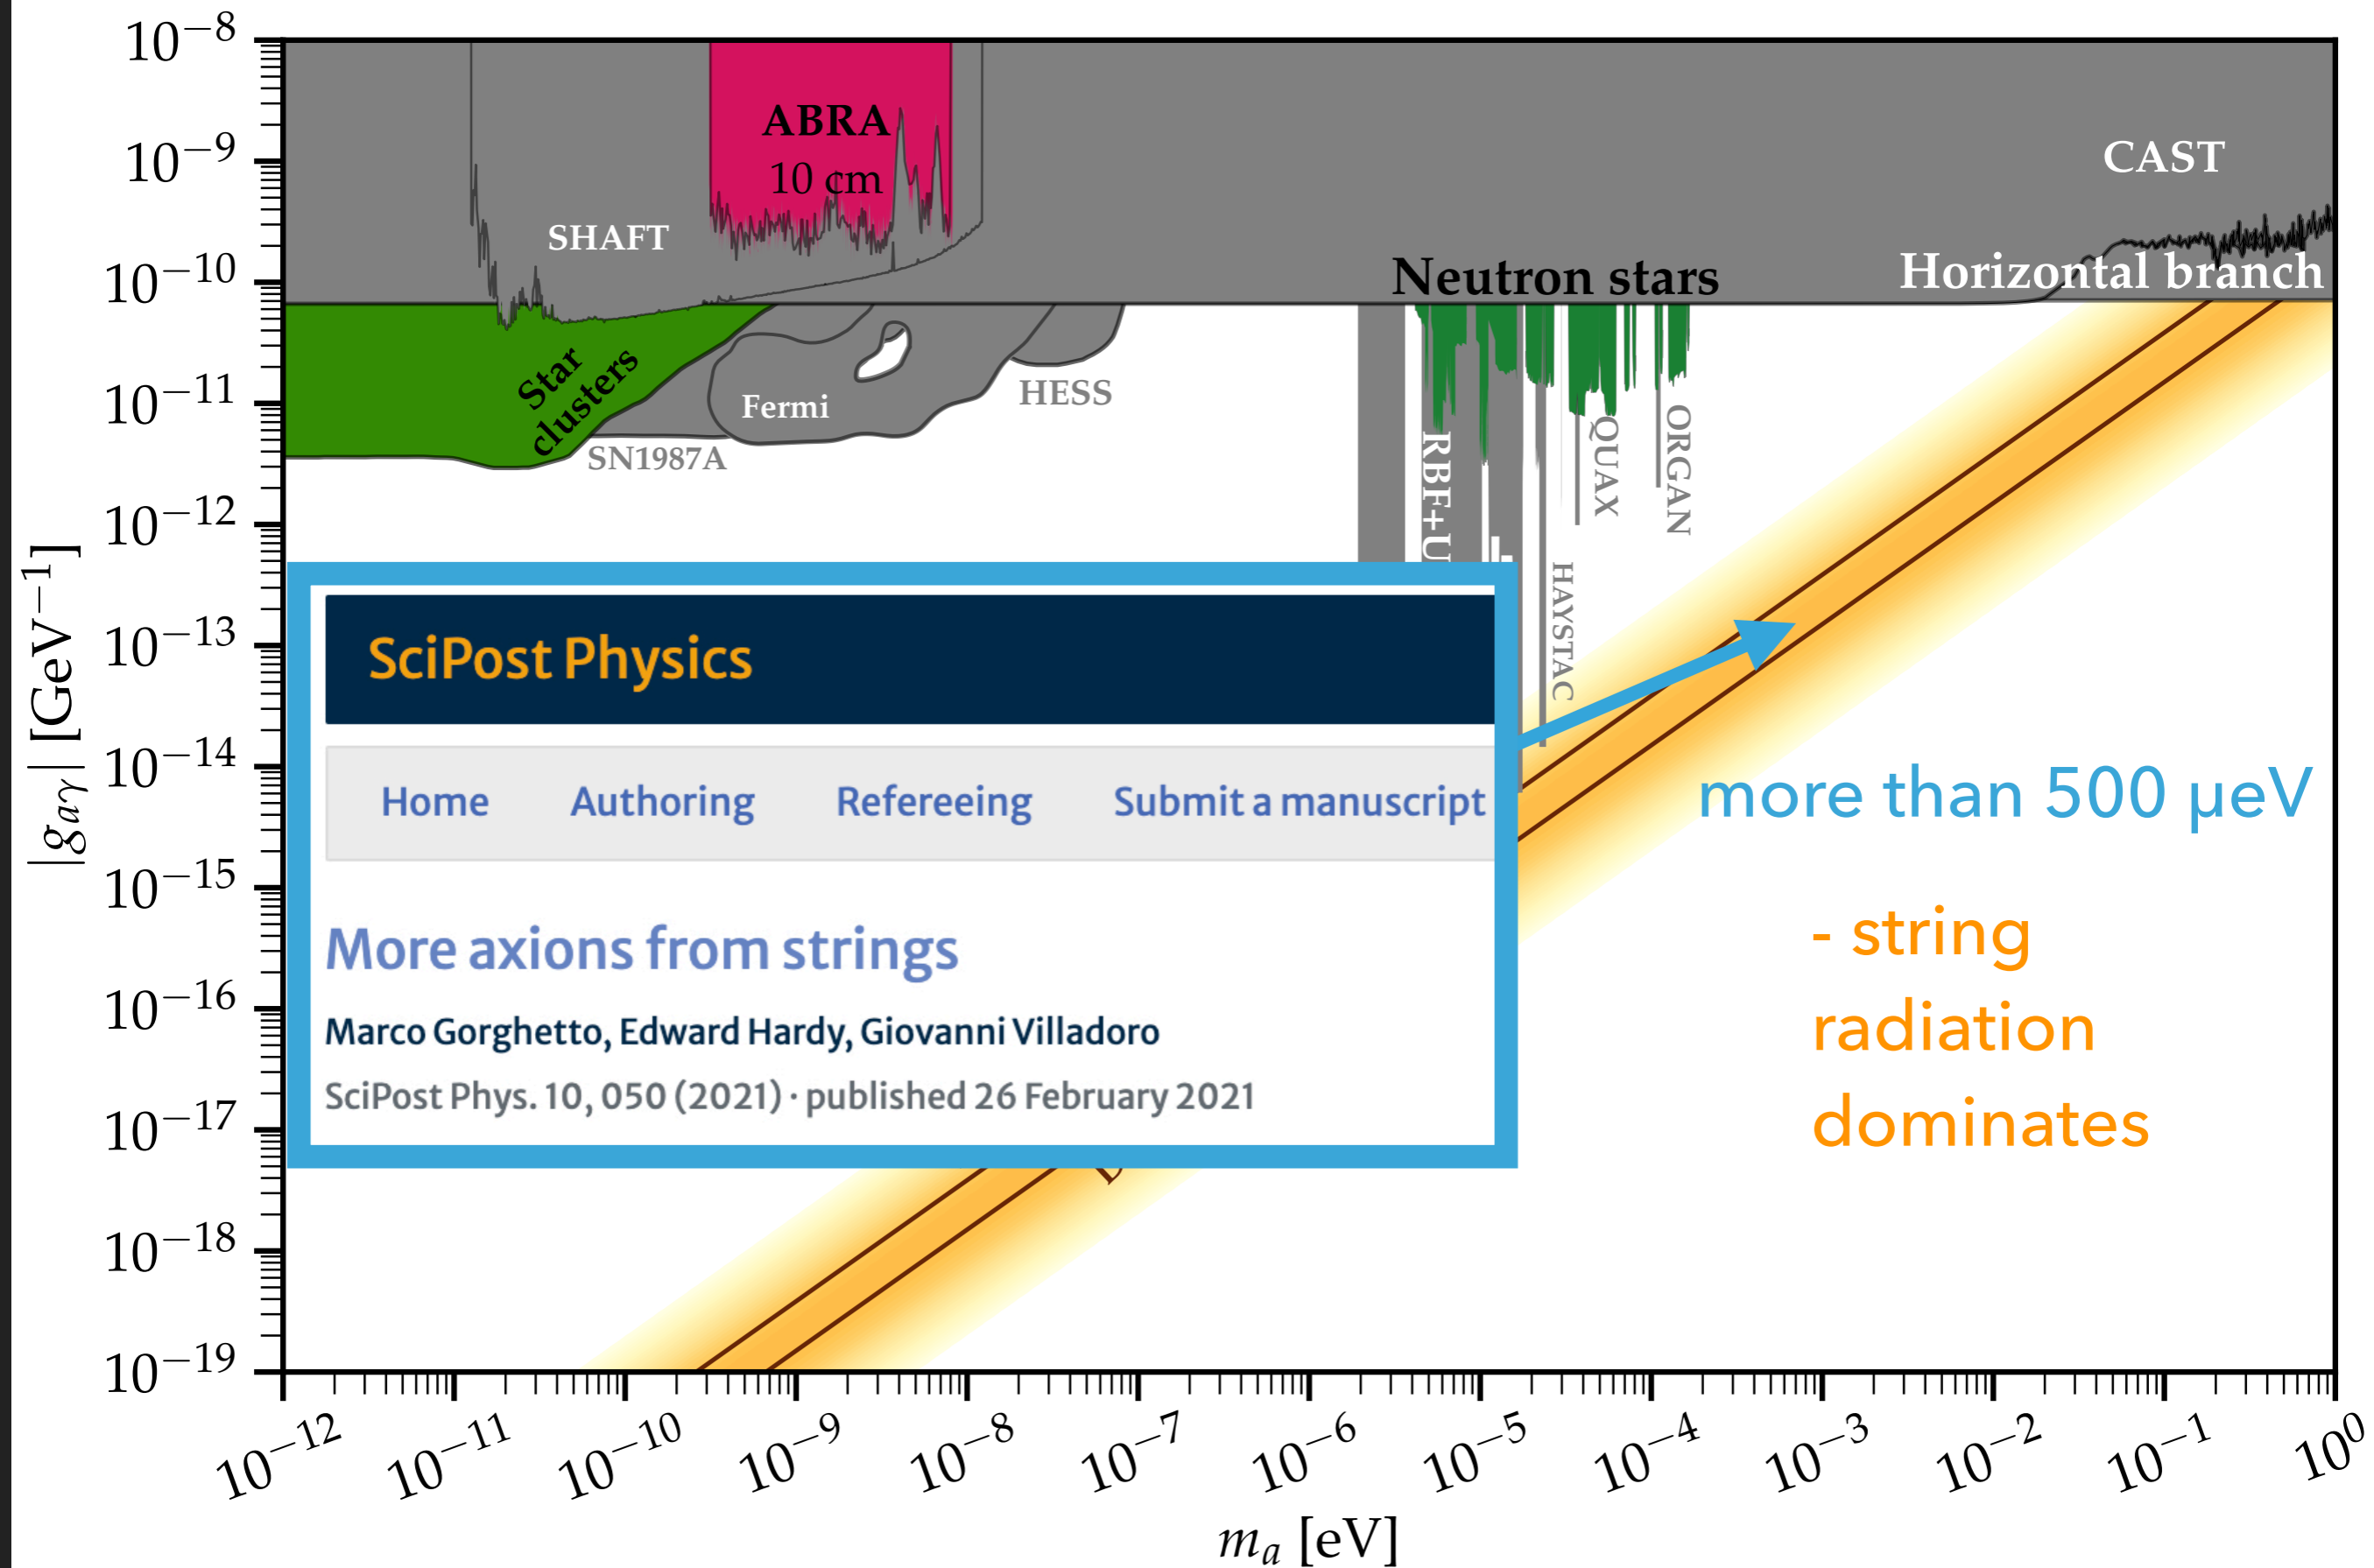 10−8
10−9
10−10
10−11
10−12
10−13
10−14
10−15
10−16
10−17
10−18
10−19
|gaγ| [GeV−1]
ABRA
10 cm
SHAFT
CAST
Horizontal branch
Neutron stars
Star
clusters
Fermi
HESS
SN1987A
RBF+U
QUAX
ORGAN
HAYSTAC
SciPost Physics
Home Authoring Refereeing Submit a manuscript
More axions from strings
Marco Gorghetto, Edward Hardy, Giovanni Villadoro
SciPost Phys. 10, 050 (2021) · published 26 February 2021
more than 500 µeV
- string
radiation
dominates
10−12 10−11 10−10 10−9 10−8 10−7 10−6 10−5 10−4 10−3 10−2 10−1 100
ma [eV]